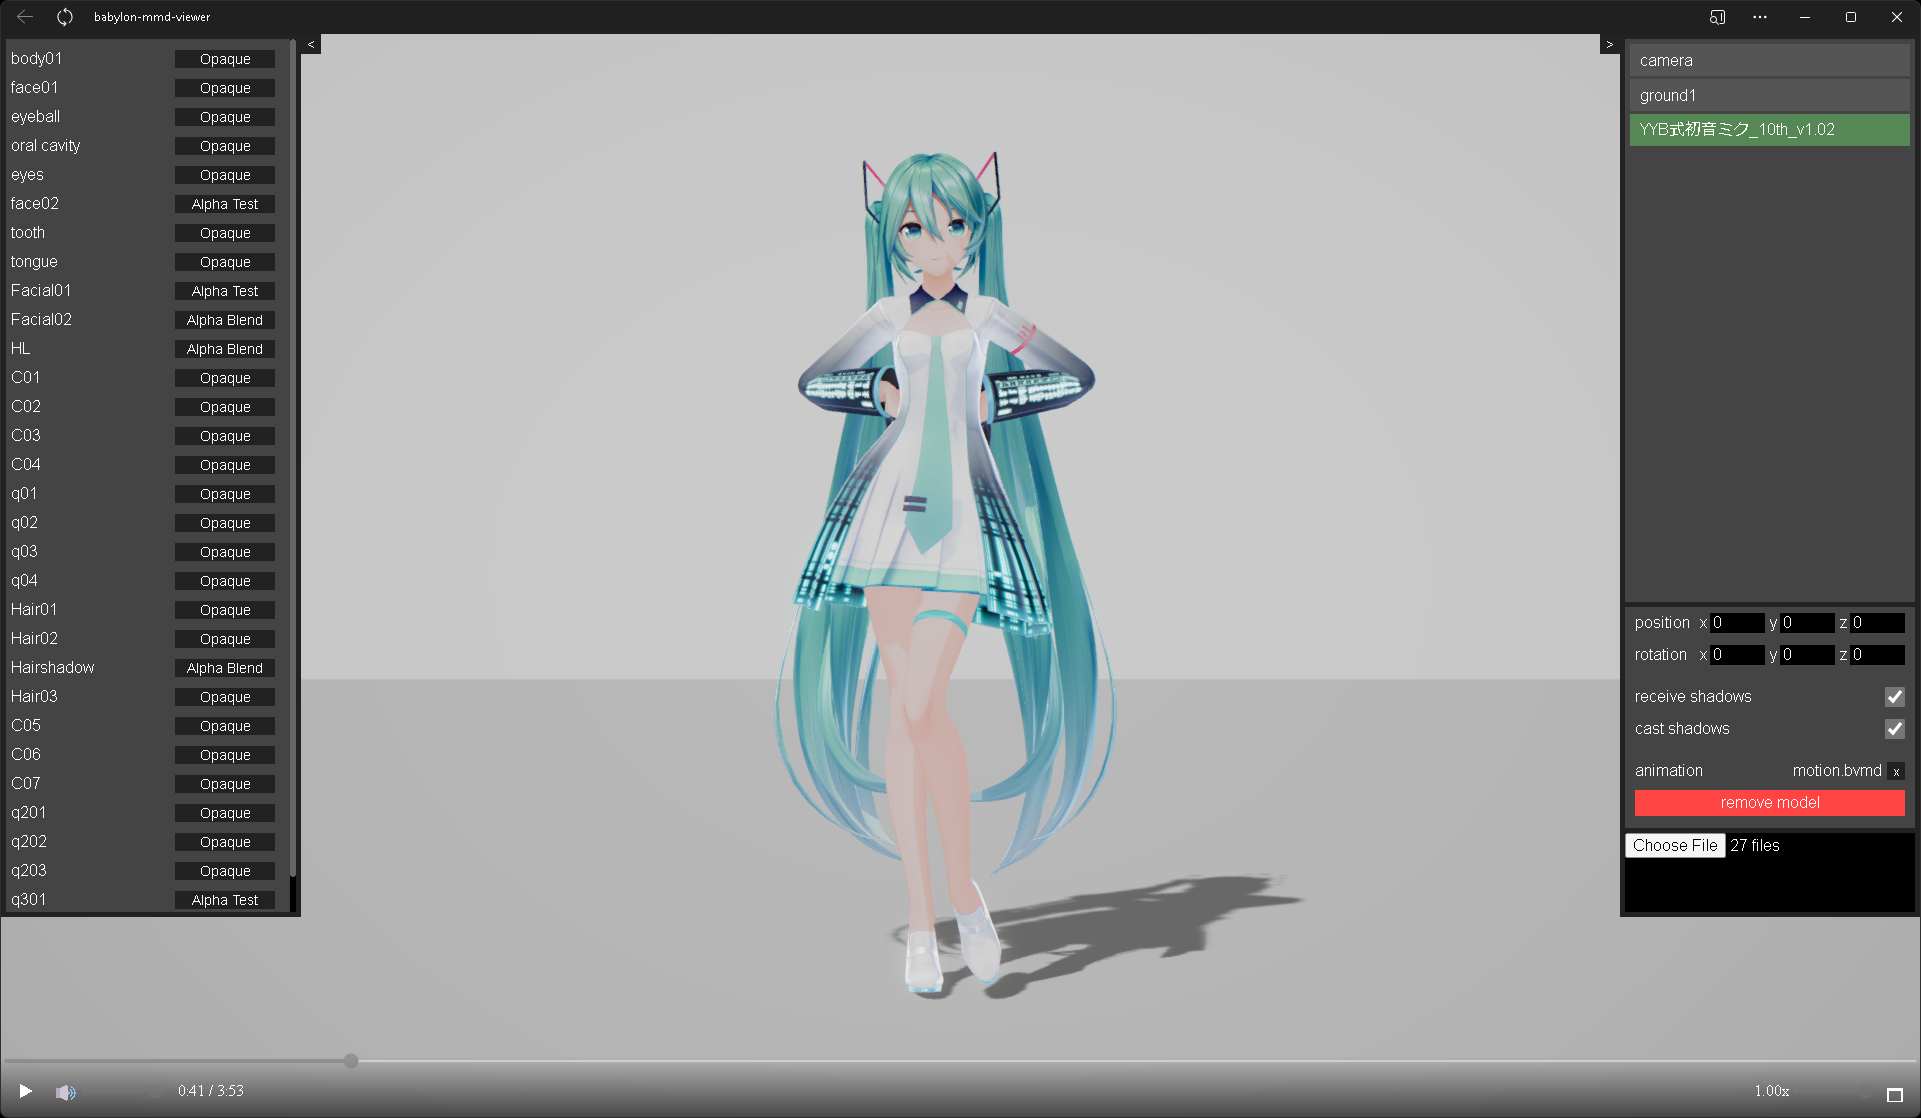 babylon-mmd-viewer
<
body01 Opaque
face01 Opaque
eyeball Opaque
oral cavity Opaque
eyes Opaque
face02 Alpha Test
tooth Opaque
tongue Opaque
Facial01 Alpha Test
Facial02 Alpha Blend
HL Alpha Blend
C01 Opaque
C02 Opaque
C03 Opaque
C04 Opaque
q01 Opaque
q02 Opaque
q03 Opaque
q04 Opaque
Hair01 Opaque
Hair02 Opaque
Hairshadow Alpha Blend
Hair03 Opaque
C05 Opaque
C06 Opaque
C07 Opaque
q201 Opaque
q202 Opaque
q203 Opaque
q301 Alpha Test
>
camera
ground1
YYB式初音ミク_10th_v1.02
position x 0 y 0 z 0
rotation x 0 y 0 z 0
receive shadows
cast shadows
animation motion.bvmd x
remove model
Choose File 27 files
0:41 / 3:53
1.00x